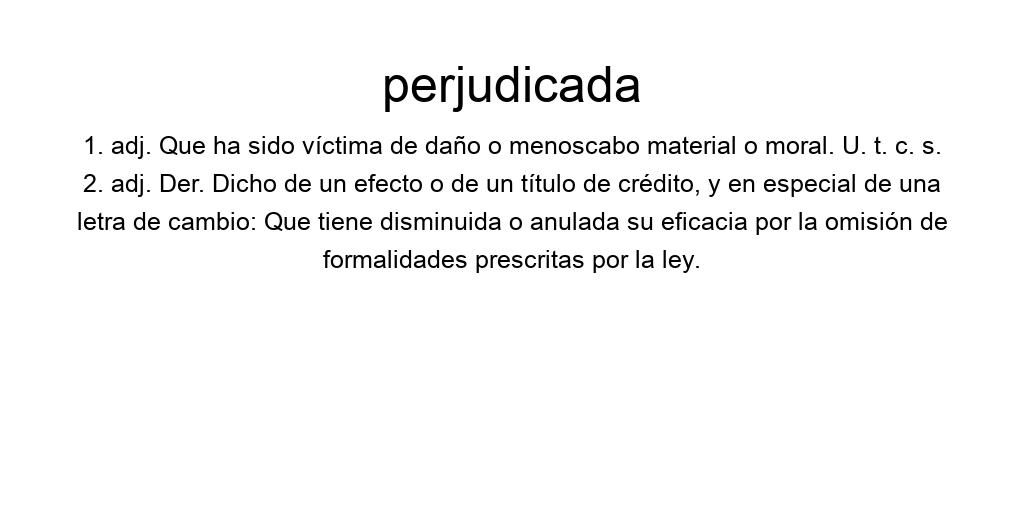 perjudicada
1. adj. Que ha sido víctima de daño o menoscabo material o moral. U. t. c. s.
2. adj. Der. Dicho de un efecto o de un título de crédito, y en especial de una
letra de cambio: Que tiene disminuida o anulada su eficacia por la omisión de
formalidades prescritas por la ley.